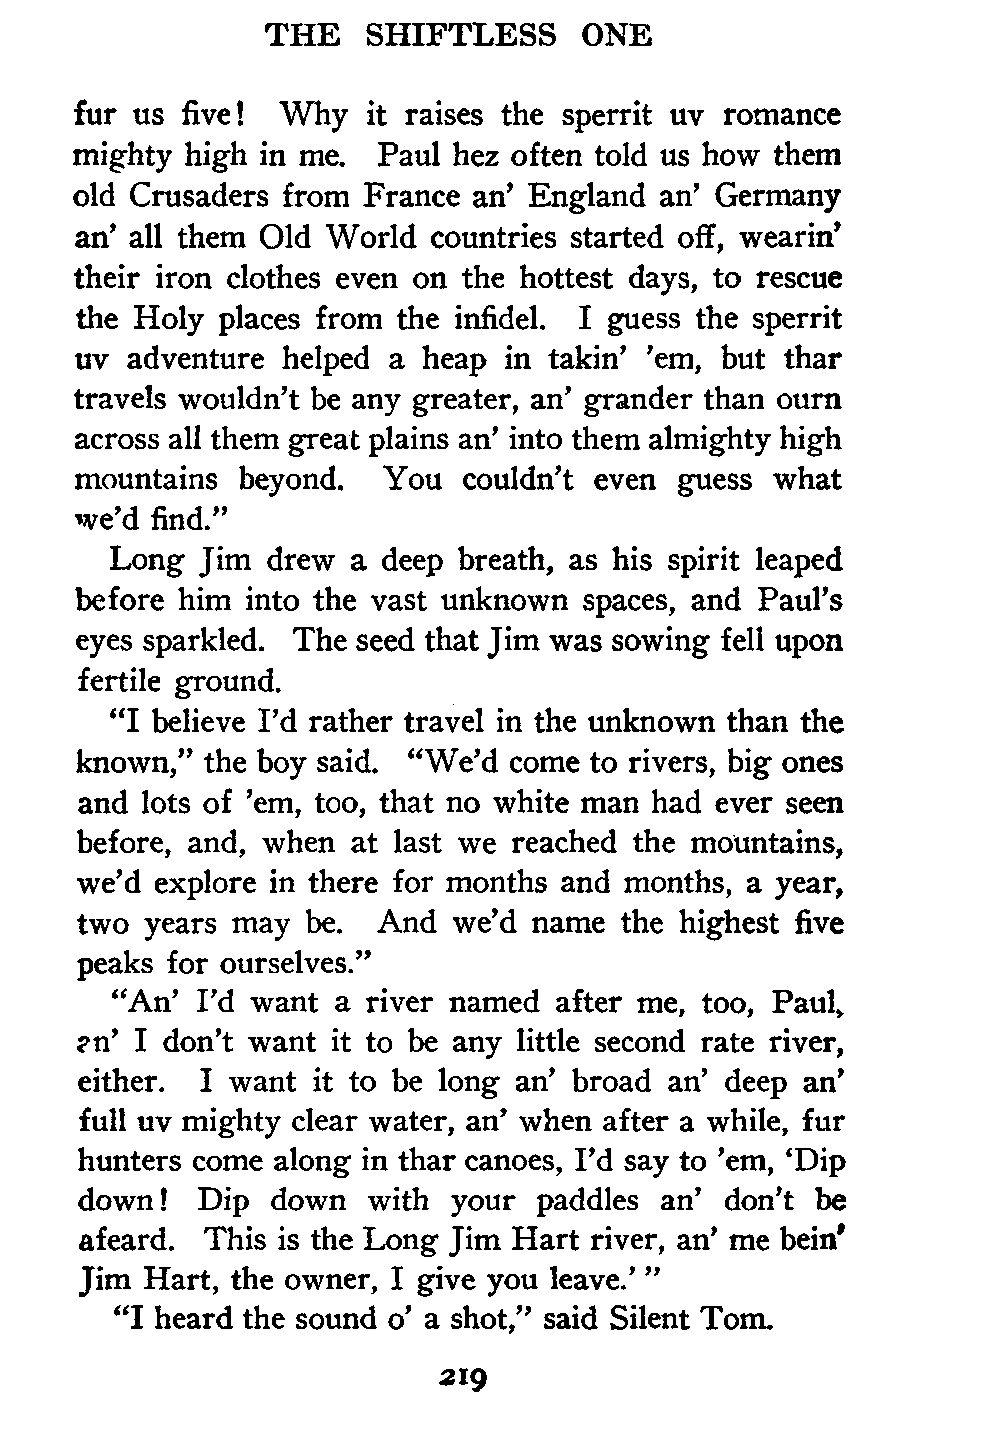 THE SHIFTLESS ONE
fur us five! Why it raises the sperrit uv romance
mighty high in me. Paul hez often told us how them
old Crusaders from France an’ England an’ Germany
an’ all them Old World countries started off, wearin’
their iron clothes even on the hottest days, to rescue
the Holy places from the infidel. I guess the sperrit
uv adventure helped a heap in takin’ ’em, but thar
travels wouldn’t be any greater, an’ grander than ourn
across all them great plains an’ into them almighty high
mountains beyond. You couldn’t even guess what
we’d find.”
Long Jim drew a deep breath, as his spirit leaped
before him into the vast unknown spaces, and Paul’s
eyes sparkled. The seed that Jim was sowing fell upon
fertile ground.
“I believe I’d rather travel in the unknown than the
known,” the boy said. “We’d come to rivers, big ones
and lots of ’em, too, that no white man had ever seen
before, and, when at last we reached the mountains,
we’d explore in there for months and months, a year,
two years may be. And we’d name the highest five
peaks for ourselves.”
“An’ I’d want a river named after me, too, Paul,
an’ I don’t want it to be any little second rate river,
either. I want it to be long an’ broad an’ deep an’
full uv mighty clear water, an’ when after a while, fur
hunters come along in thar canoes, I’d say to ’em, ‘Dip
down! Dip down with your paddles an’ don’t be
afeard. This is the Long Jim Hart river, an’ me bein’
Jim Hart, the owner, I give you leave.’ ”
“I heard the sound o’ a shot,” said Silent Tom.
219